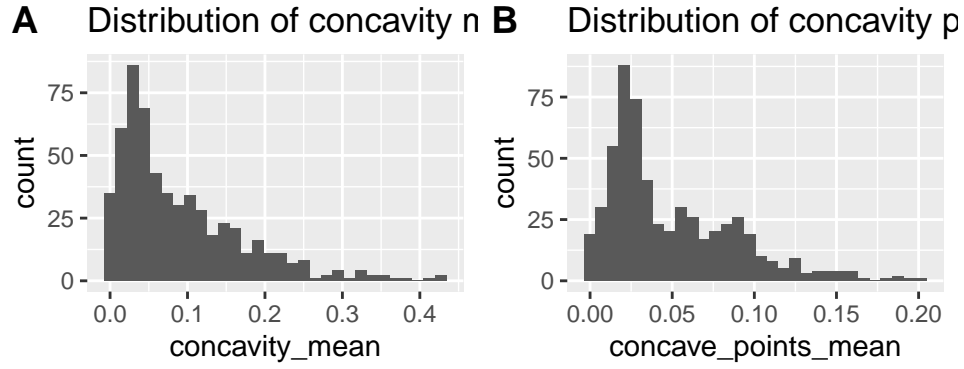 A Distribution of concavity n
75
50
25
0
count
0.0 0.1 0.2 0.3 0.4
concavity_mean
B Distribution of concavity p
75
50
25
0
count
0.00 0.05 0.10 0.15 0.20
concave_points_mean